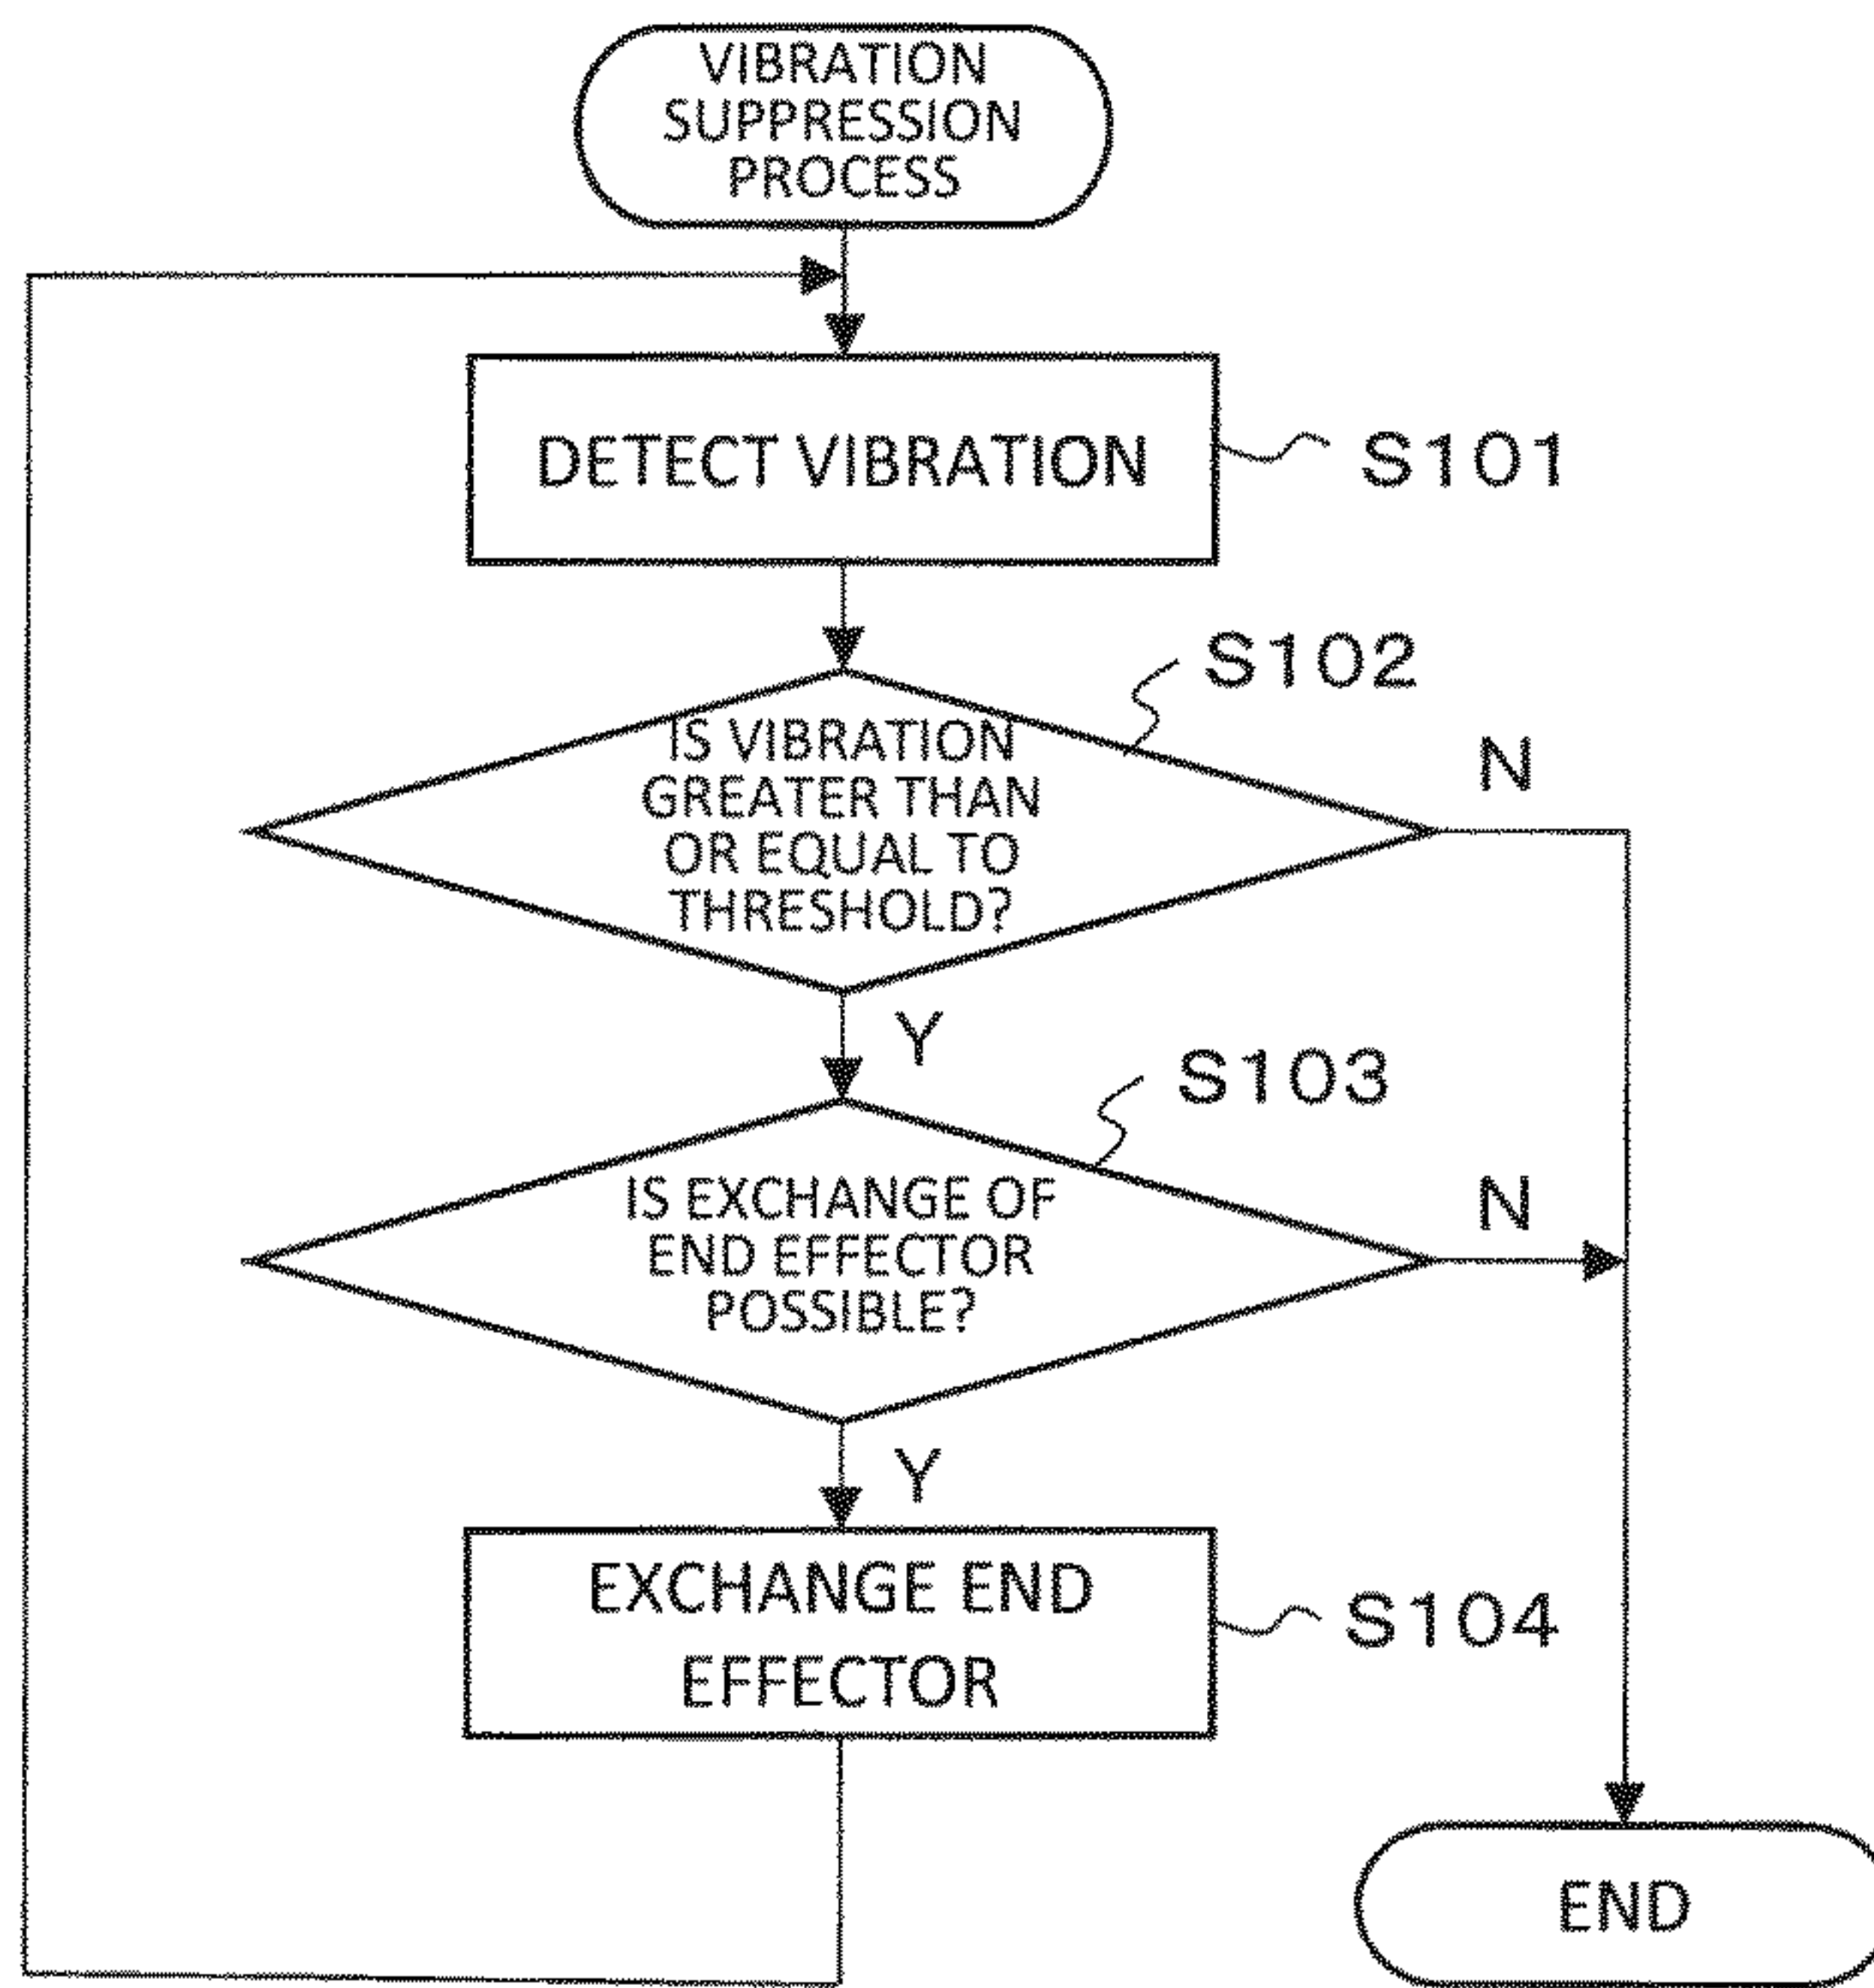 VIBRATION
SUPPRESSION
PROCESS
DETECT VIBRATION
S101
S102
IS VIBRATION
GREATER THAN
OR EQUAL TO
THRESHOLD?
N
Y
S103
IS EXCHANGE OF
END EFFECTOR
POSSIBLE?
N
Y
EXCHANGE END
EFFECTOR
S104
END